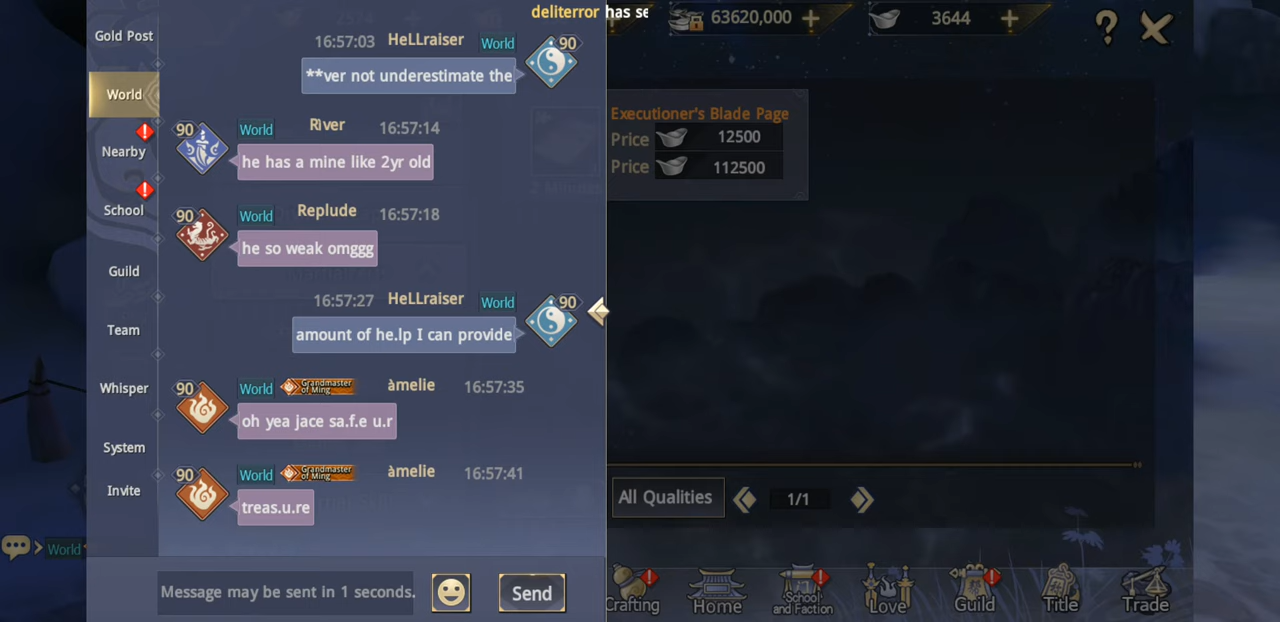 deliterror has se
Gold Post
World
Nearby
School
Guild
Team
Whisper
System
Invite
16:57:03 HeLLraiser World 90
**ver not underestimate the
90 World River 16:57:14
he has a mine like 2yr old
90 World Replude 16:57:18
he so weak omggg
16:57:27 HeLLraiser World 90
amount of he.lp I can provide
90 World Grandmaster of Ming àmelie 16:57:35
oh yea jace sa.f.e u.r
90 World Grandmaster of Ming àmelie 16:57:41
treas.u.re
World
Message may be sent in 1 seconds.
Send
63620,000 3644
Executioner's Blade Page
Price 12500
Price 112500
All Qualities 1/1
Crafting
Home
School and Faction
Love
Guild
Title
Trade